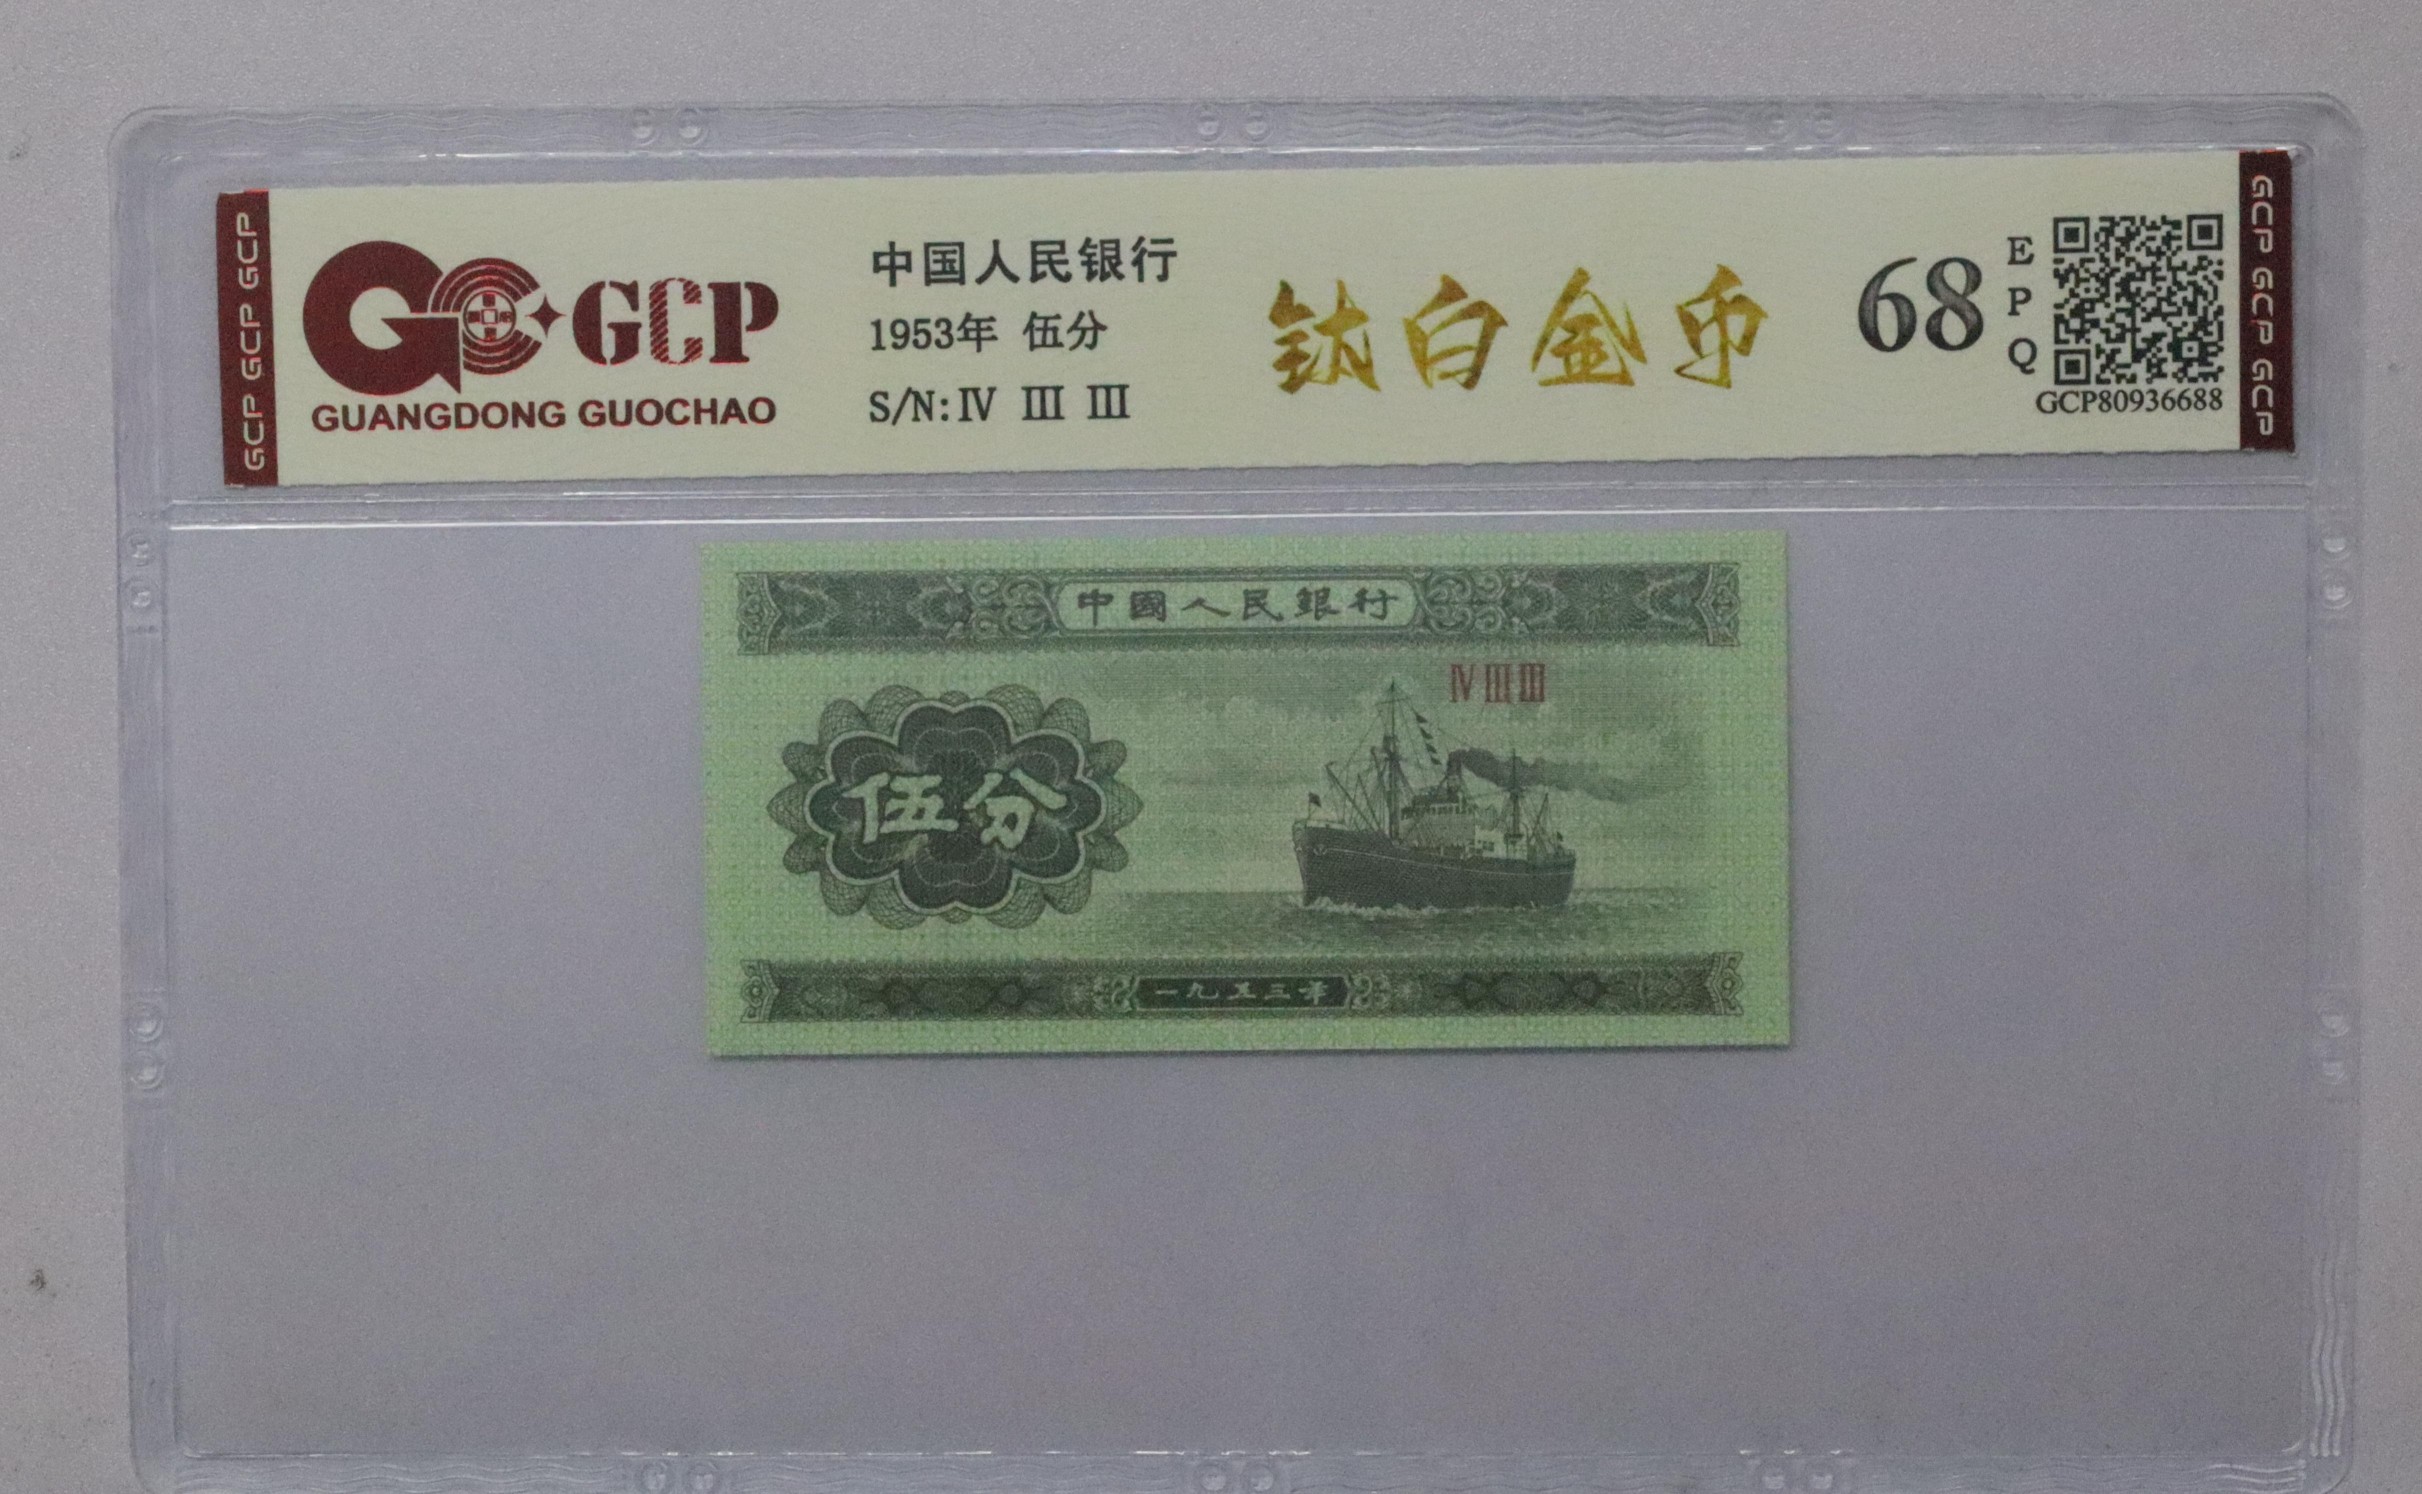 GCP GCP GCP
GCP
GUANGDONG GUOCHAO
中国人民银行
1953年 伍分
S/N:Ⅳ Ⅲ Ⅲ
钛白金币
68
EPQ
GCP80936688
GCP GCP GCP
中國人民銀行
Ⅳ Ⅲ Ⅲ
伍分
一九五三年